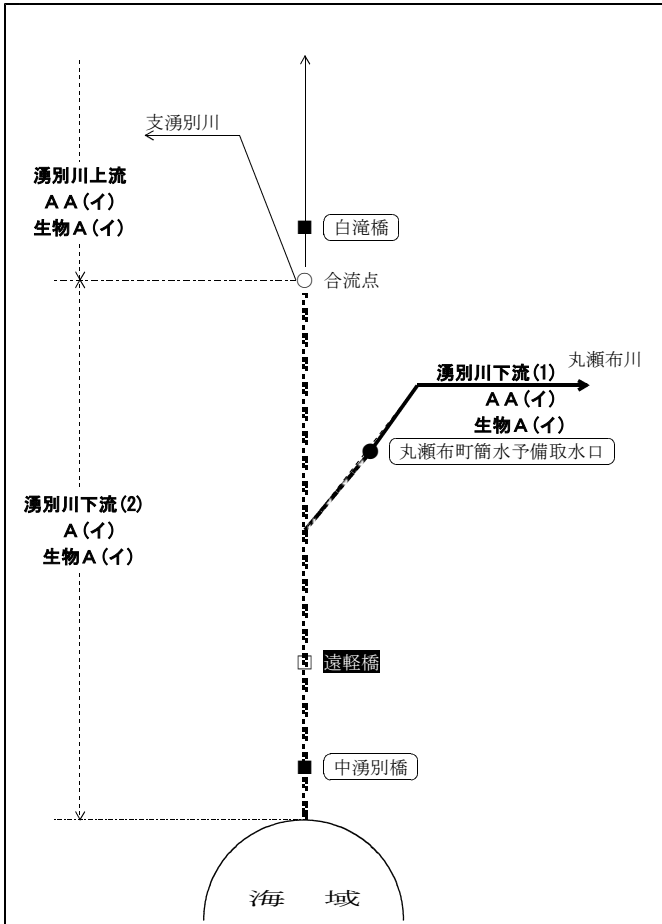 支湧別川
湧別川上流
ＡＡ(イ)
生物Ａ(イ)
白滝橋
合流点
丸瀬布川
湧別川下流(1)
ＡＡ(イ)
生物Ａ(イ)
丸瀬布町簡水予備取水口
湧別川下流(2)
Ａ(イ)
生物Ａ(イ)
遠軽橋
中湧別橋
海　域